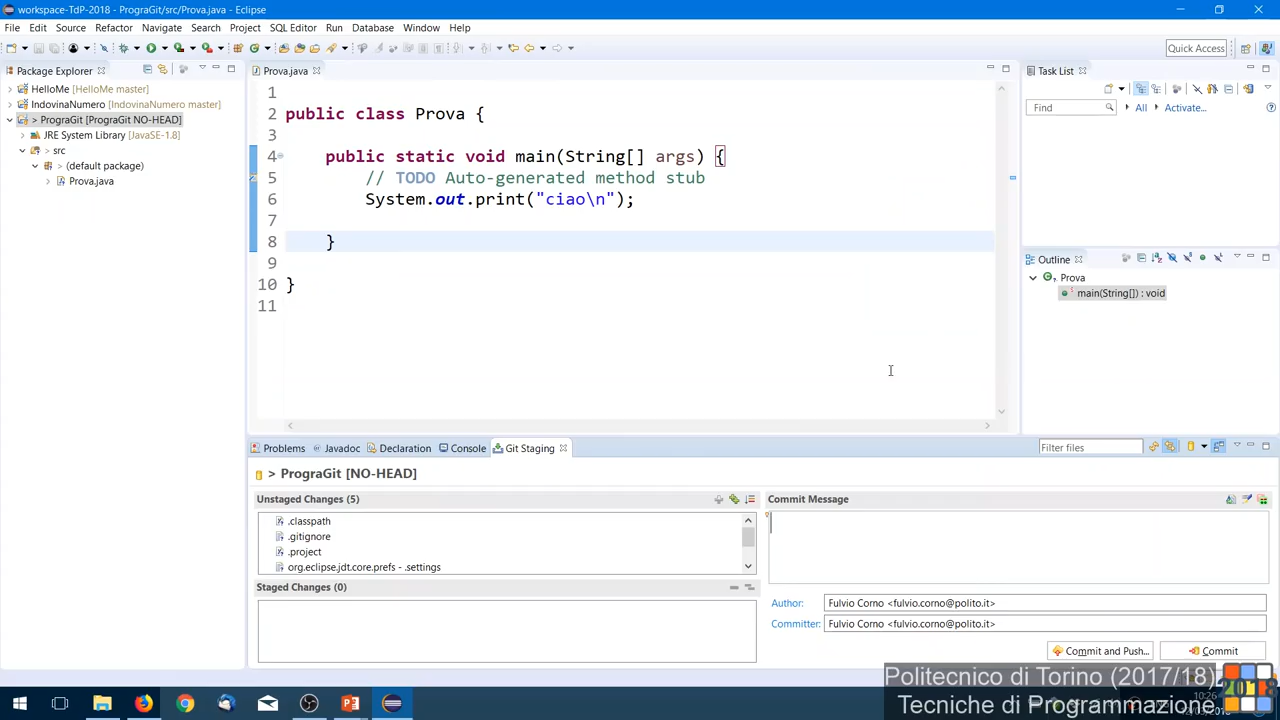 workspace-TdP-2018 - PrograGit/src/Prova.java - Eclipse
File Edit Source Refactor Navigate Search Project SQL Editor Run Database Window Help
Quick Access
Package Explorer
HelloMe [HelloMe master]
IndovinaNumero [IndovinaNumero master]
> PrograGit [PrograGit NO-HEAD]
JRE System Library [JavaSE-1.8]
> src
> (default package)
Prova.java
Prova.java
1
2 public class Prova {
3
4 public static void main(String[] args) {
5 // TODO Auto-generated method stub
6 System.out.print("ciao\n");
7
8 }
9
10 }
11
Task List
Find All Activate...
Outline
Prova
main(String[]) : void
Problems Javadoc Declaration Console Git Staging
Filter files
> PrograGit [NO-HEAD]
Unstaged Changes (5)
.classpath
.gitignore
.project
org.eclipse.jdt.core.prefs - .settings
Staged Changes (0)
Commit Message
Author: Fulvio Corno <fulvio.corno@polito.it>
Committer: Fulvio Corno <fulvio.corno@polito.it>
Commit and Push... Commit
Politecnico di Torino (2017/18)
Tecniche di Programmazione
2018
10:26